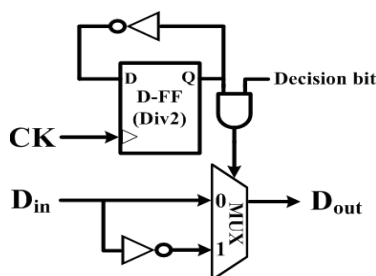 D Q
D-FF
(Div2)
Decision bit
CK
Din
0
MUX
Dout
1